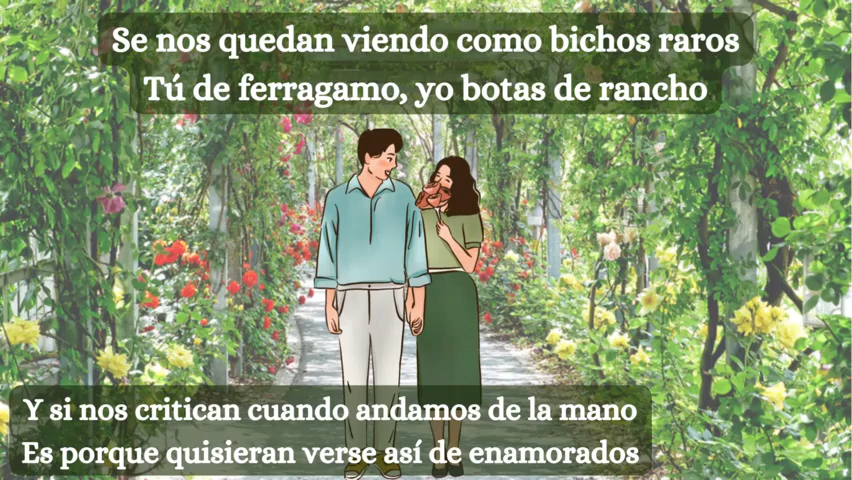 Se nos quedan viendo como bichos raros
Tú de ferragamo, yo botas de rancho
Y si nos critican cuando andamos de la mano
Es porque quisieran verse así de enamorados